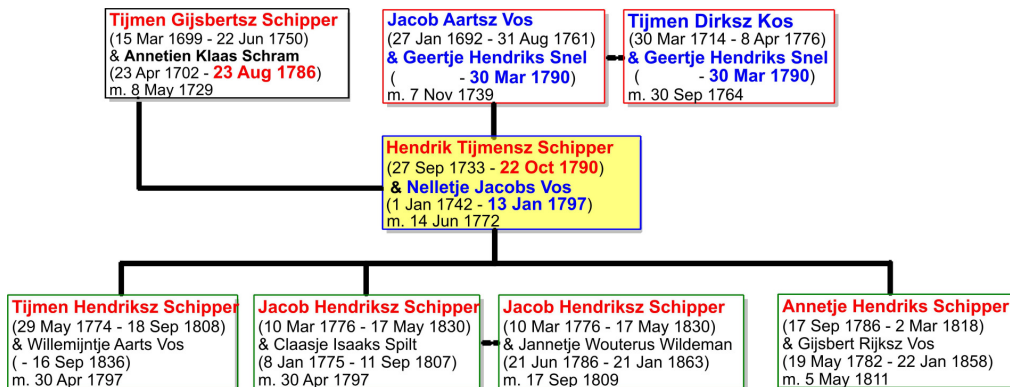 Tijmen Gijsbertsz Schipper
(15 Mar 1699 - 22 Jun 1750)
& Annetien Klaas Schram
(23 Apr 1702 - 23 Aug 1786)
m. 8 May 1729
Jacob Aartsz Vos
(27 Jan 1692 - 31 Aug 1761)
& Geertje Hendriks Snel
( - 30 Mar 1790)
m. 7 Nov 1739
Tijmen Dirksz Kos
(30 Mar 1714 - 8 Apr 1776)
& Geertje Hendriks Snel
( - 30 Mar 1790)
m. 30 Sep 1764
Hendrik Tijmensz Schipper
(27 Sep 1733 - 22 Oct 1790)
& Nelletje Jacobs Vos
(1 Jan 1742 - 13 Jan 1797)
m. 14 Jun 1772
Tijmen Hendriksz Schipper
(29 May 1774 - 18 Sep 1808)
& Willemijntje Aarts Vos
( - 16 Sep 1836)
m. 30 Apr 1797
Jacob Hendriksz Schipper
(10 Mar 1776 - 17 May 1830)
& Claasje Isaaks Spilt
(8 Jan 1775 - 11 Sep 1807)
m. 30 Apr 1797
Jacob Hendriksz Schipper
(10 Mar 1776 - 17 May 1830)
& Jannetje Wouterus Wildeman
(21 Jun 1786 - 21 Jan 1863)
m. 17 Sep 1809
Annetje Hendriks Schipper
(17 Sep 1786 - 2 Mar 1818)
& Gijsbert Rijksz Vos
(19 May 1782 - 22 Jan 1858)
m. 5 May 1811